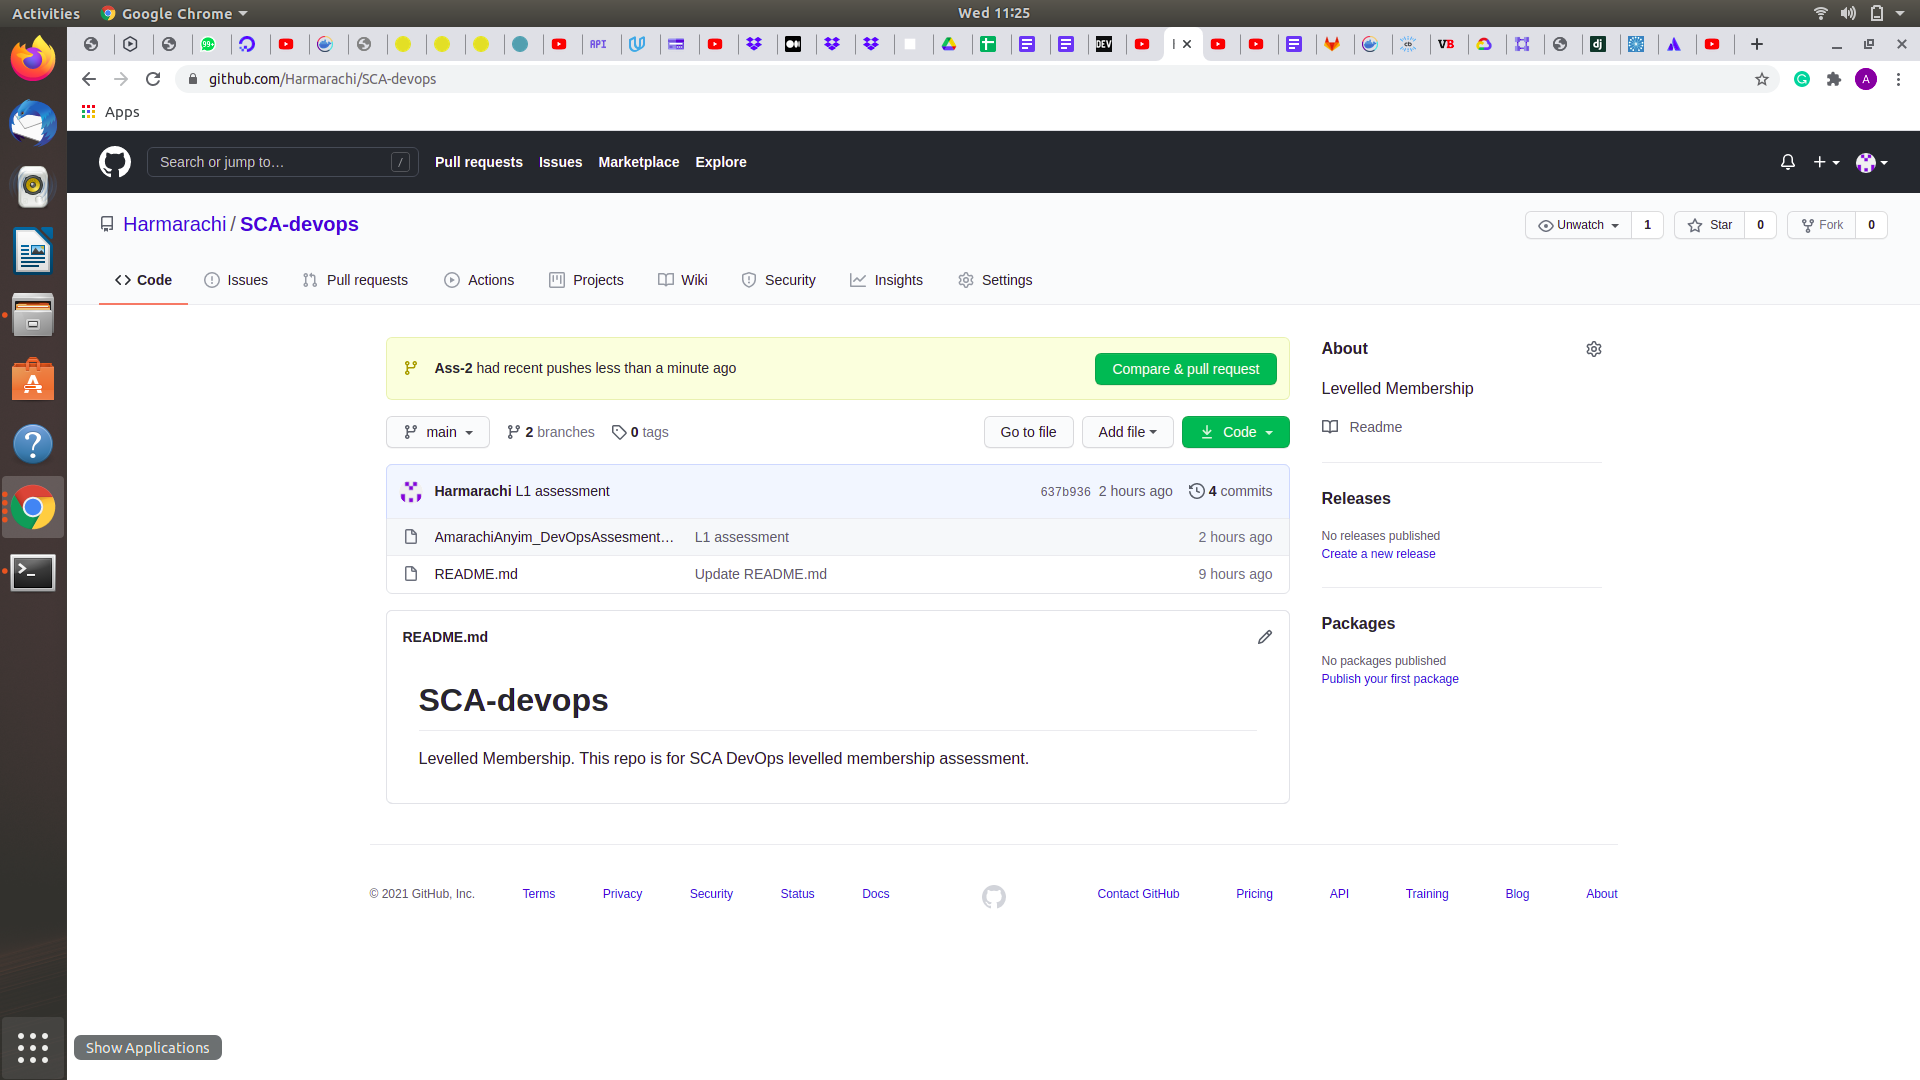 Activities Google Chrome Wed 11:25
99+ API DEV VB dj cb
github.com/Harmarachi/SCA-devops A
Apps
Search or jump to… / Pull requests Issues Marketplace Explore
Harmarachi / SCA-devops Unwatch 1 Star 0 Fork 0
Code Issues Pull requests Actions Projects Wiki Security Insights Settings
Ass-2 had recent pushes less than a minute ago Compare & pull request
main 2 branches 0 tags Go to file Add file Code
Harmarachi L1 assessment 637b936 2 hours ago 4 commits
AmarachiAnyim_DevOpsAssesment… L1 assessment 2 hours ago
README.md Update README.md 9 hours ago
README.md
SCA-devops
Levelled Membership. This repo is for SCA DevOps levelled membership assessment.
About
Levelled Membership
Readme
Releases
No releases published
Create a new release
Packages
No packages published
Publish your first package
© 2021 GitHub, Inc. Terms Privacy Security Status Docs Contact GitHub Pricing API Training Blog About
Show Applications